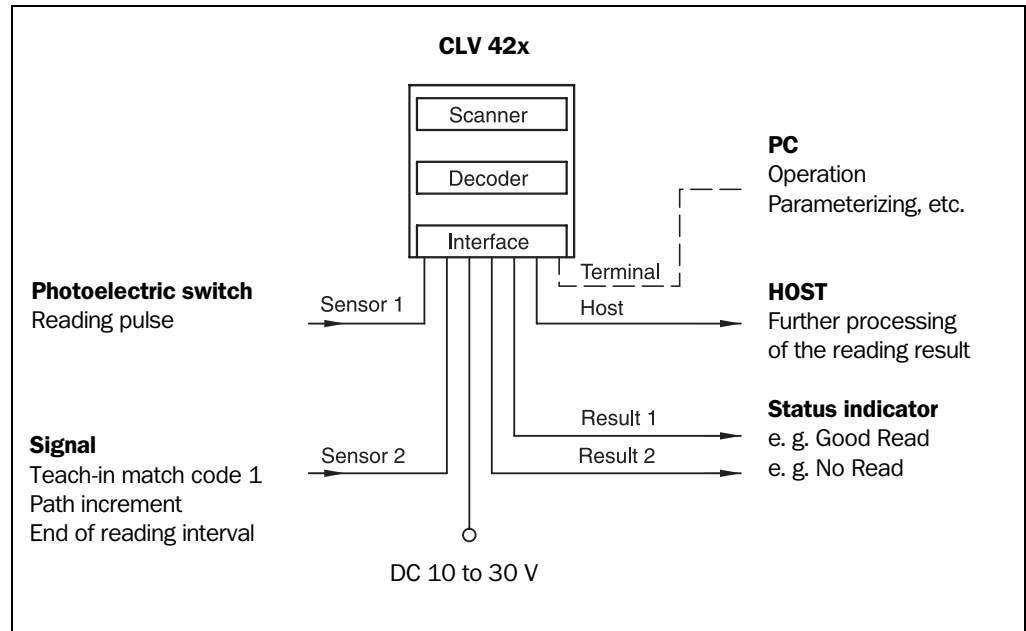 CLV 42x
Scanner
Decoder
Interface
PC
Operation
Parameterizing, etc.
Terminal
Photoelectric switch
Reading pulse
Sensor 1
Host
HOST
Further processing
of the reading result
Signal
Teach-in match code 1
Path increment
End of reading interval
Sensor 2
Result 1
Result 2
Status indicator
e. g. Good Read
e. g. No Read
DC 10 to 30 V